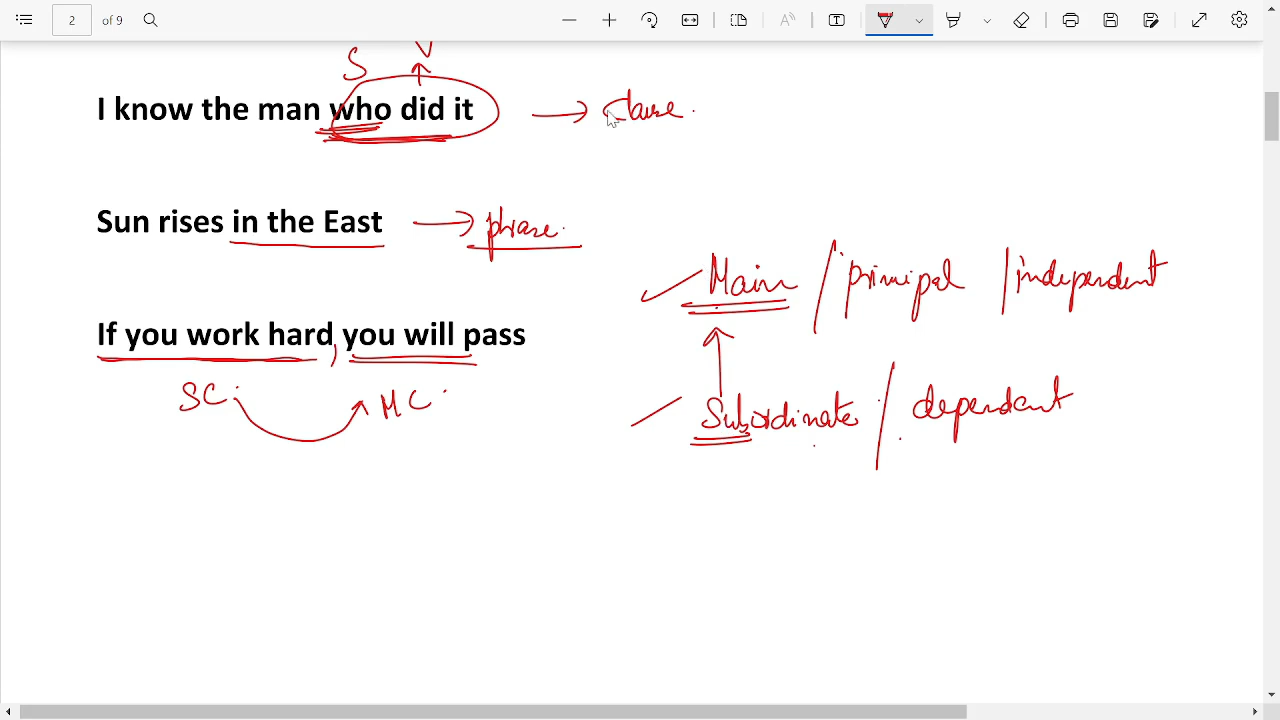 2 of 9
S V
I know the man who did it → clause.
Sun rises in the East → phrase.
Main / principal / independent
If you work hard, you will pass
SC. MC.
Subordinate / dependent